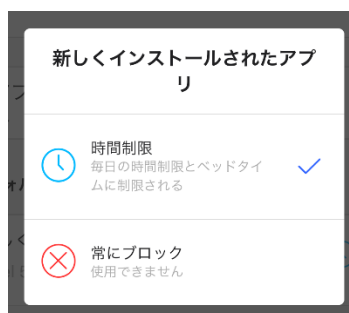 新しくインストールされたアプ
リ
時間制限
毎日の時間制限とベッドタイ
ムに制限される
常にブロック
使用できません